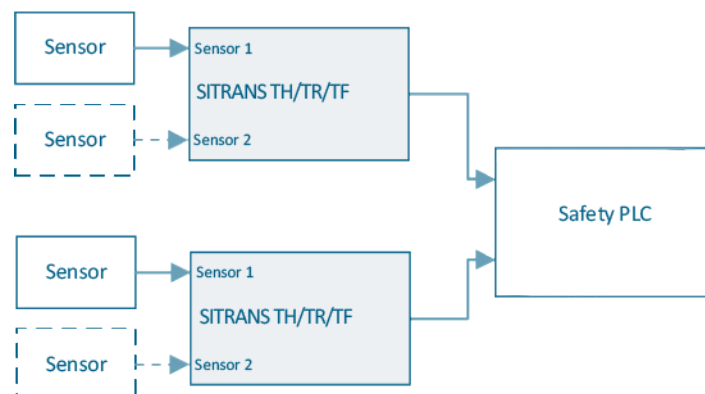 Sensor
Sensor 1
SITRANS TH/TR/TF
Sensor
Sensor 2
Safety PLC
Sensor
Sensor 1
SITRANS TH/TR/TF
Sensor
Sensor 2